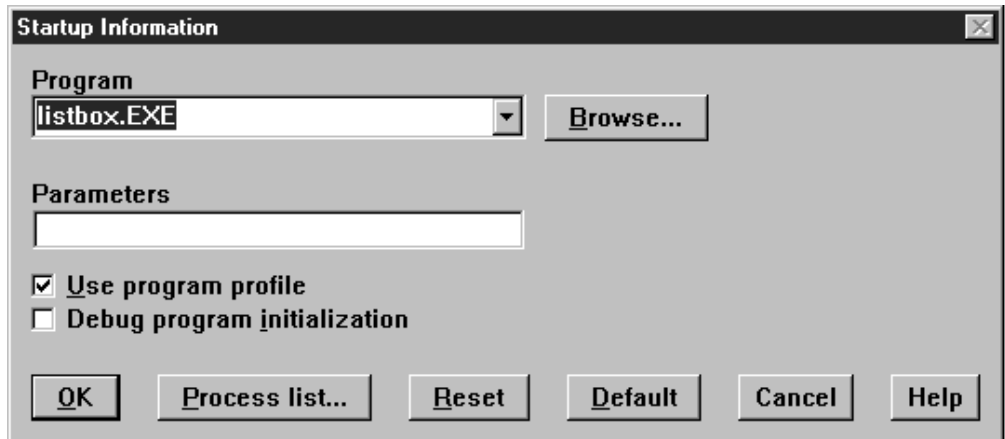 Startup Information
Program
listbox.EXE
Browse...
Parameters
Use program profile
Debug program initialization
OK Process list... Reset Default Cancel Help